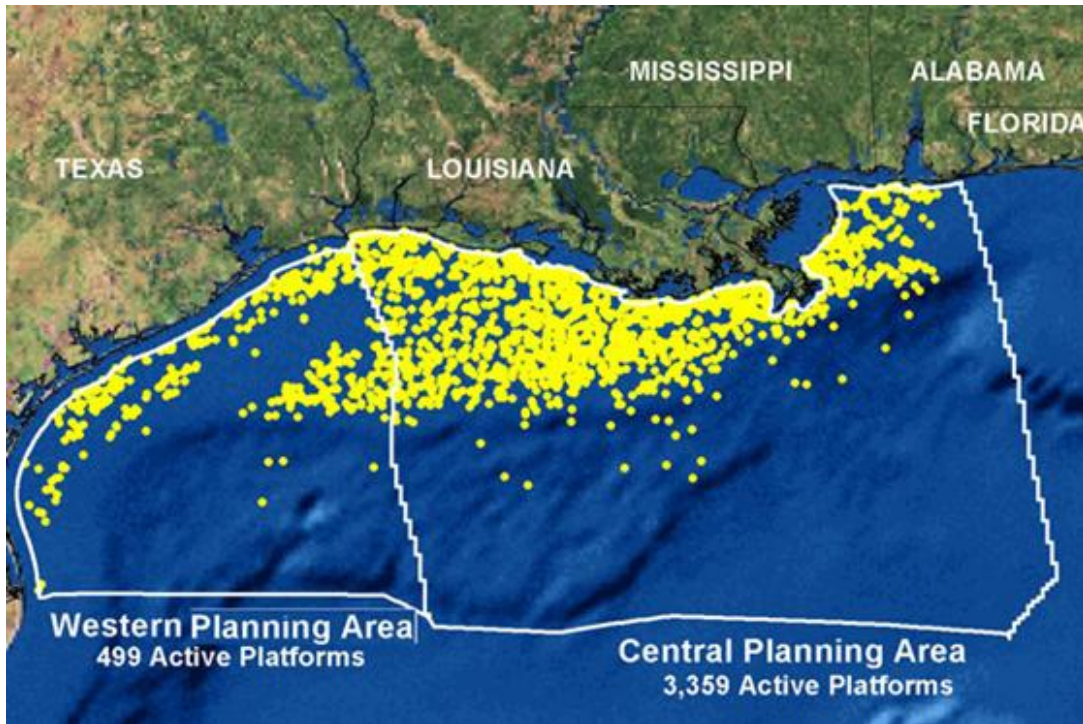 MISSISSIPPI
ALABAMA
FLORIDA
TEXAS
LOUISIANA
Western Planning Area
499 Active Platforms
Central Planning Area
3,359 Active Platforms